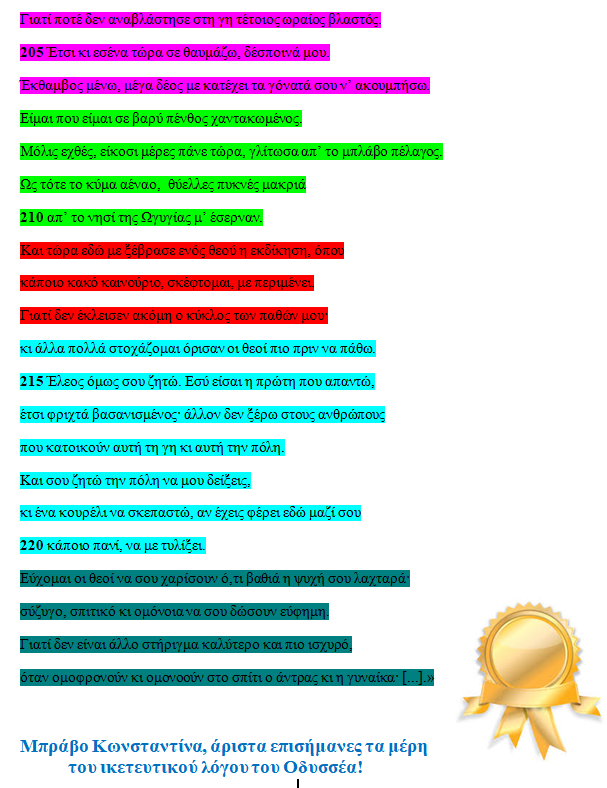 Γιατί ποτέ δεν αναβλάστησε στη γη τέτοιος ωραίος βλαστός.
205 Έτσι κι εσένα τώρα σε θαυμάζω, δέσποινά μου.
Έκθαμβος μένω, μέγα δέος με κατέχει τα γόνατά σου ν’ ακουμπήσω.
Είμαι που είμαι σε βαρύ πένθος χαντακωμένος.
Μόλις εχθές, είκοσι μέρες πάνε τώρα, γλίτωσα απ’ το μπλάβο πέλαγος.
Ως τότε το κύμα αέναο, θύελλες πυκνές μακριά
210 απ’ το νησί της Ωγυγίας μ’ έσερναν.
Και τώρα εδώ με ξέβρασε ενός θεού η εκδίκηση, όπου
κάποιο κακό καινούριο, σκέφτομαι, με περιμένει.
Γιατί δεν έκλεισεν ακόμη ο κύκλος των παθών μου·
κι άλλα πολλά στοχάζομαι όρισαν οι θεοί πιο πριν να πάθω.
215 Έλεος όμως σου ζητώ. Εσύ είσαι η πρώτη που απαντώ,
έτσι φριχτά βασανισμένος· άλλον δεν ξέρω στους ανθρώπους
που κατοικούν αυτή τη γη κι αυτή την πόλη.
Και σου ζητώ την πόλη να μου δείξεις,
κι ένα κουρέλι να σκεπαστώ, αν έχεις φέρει εδώ μαζί σου
220 κάποιο πανί, να με τυλίξει.
Εύχομαι οι θεοί να σου χαρίσουν ό,τι βαθιά η ψυχή σου λαχταρά·
σύζυγο, σπιτικό κι ομόνοια να σου δώσουν εύφημη.
Γιατί δεν είναι άλλο στήριγμα καλύτερο και πιο ισχυρό,
όταν ομοφρονούν κι ομονοούν στο σπίτι ο άντρας κι η γυναίκα· [...].»
Μπράβο Κωνσταντίνα, άριστα επισήμανες τα μέρη
του ικετευτικού λόγου του Οδυσσέα!